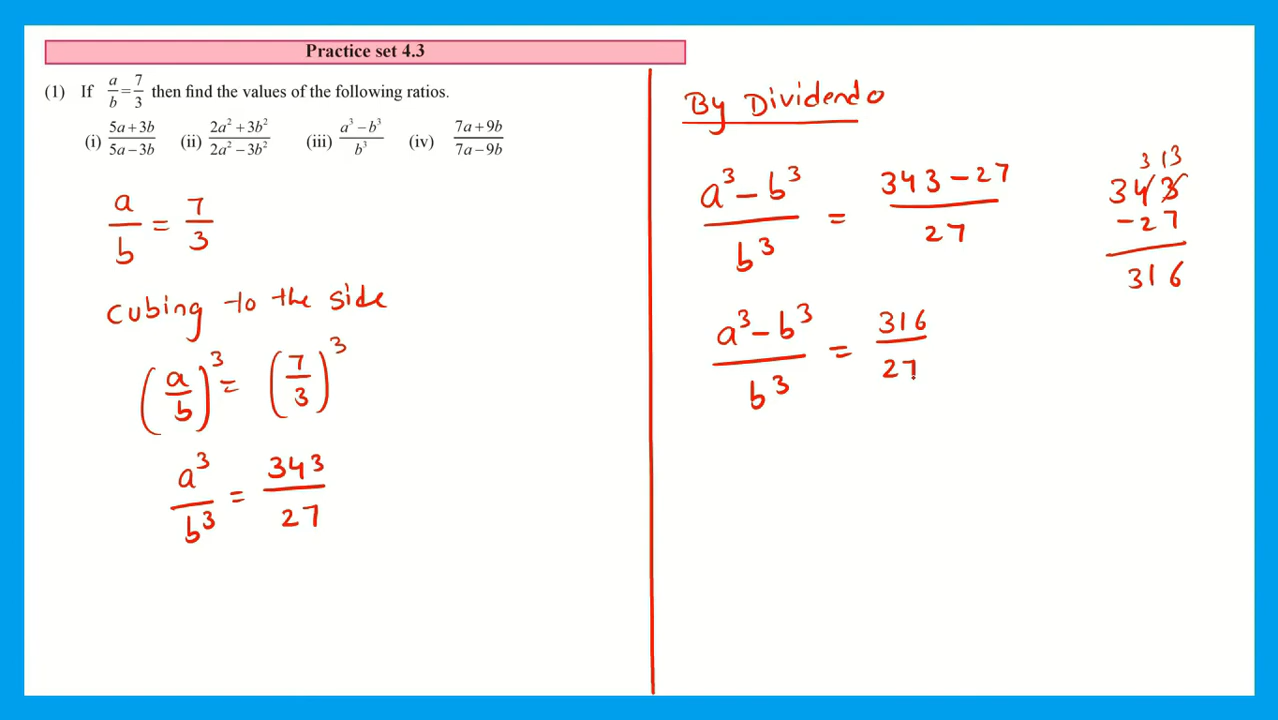 Practice set 4.3
(1) If a/b = 7/3 then find the values of the following ratios.
(i) 5a + 3b / 5a − 3b (ii) 2a² + 3b² / 2a² − 3b² (iii) a³ − b³ / b³ (iv) 7a + 9b / 7a − 9b
a/b = 7/3
cubing to the side
(a/b)³ = (7/3)³
a³/b³ = 343/27
By Dividendo
a³ − b³ / b³ = 343 − 27 / 27
a³ − b³ / b³ = 316/27
3 13
343
−27
316